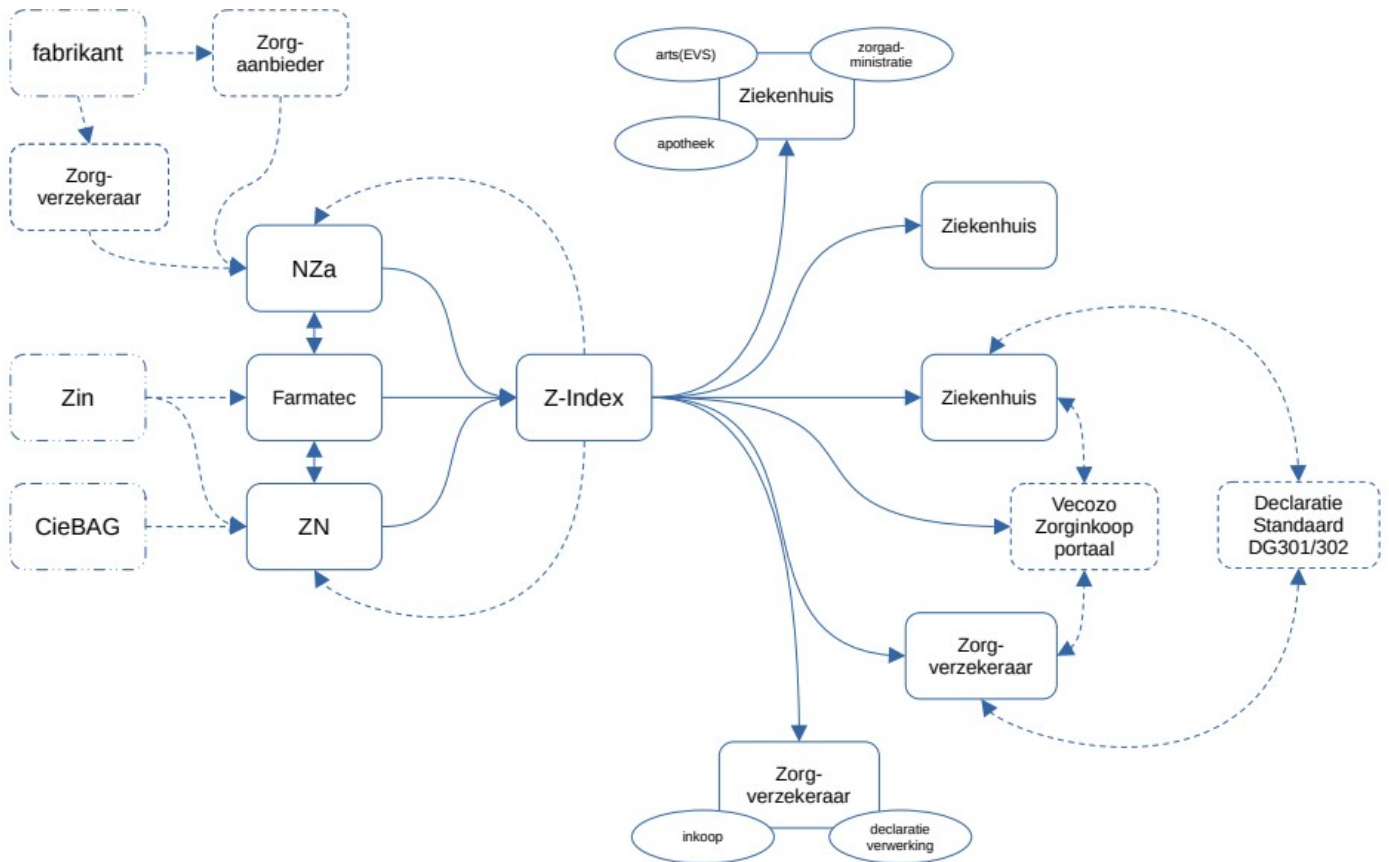 fabrikant
Zorg-
aanbieder
arts(EVS)
zorgad-
ministratie
Ziekenhuis
apotheek
Zorg-
verzekeraar
Ziekenhuis
NZa
Zin
Farmatec
Z-Index
Ziekenhuis
CieBAG
ZN
Vecozo
Zorginkoop
portaal
Declaratie
Standaard
DG301/302
Zorg-
verzekeraar
Zorg-
verzekeraar
inkoop
declaratie
verwerking